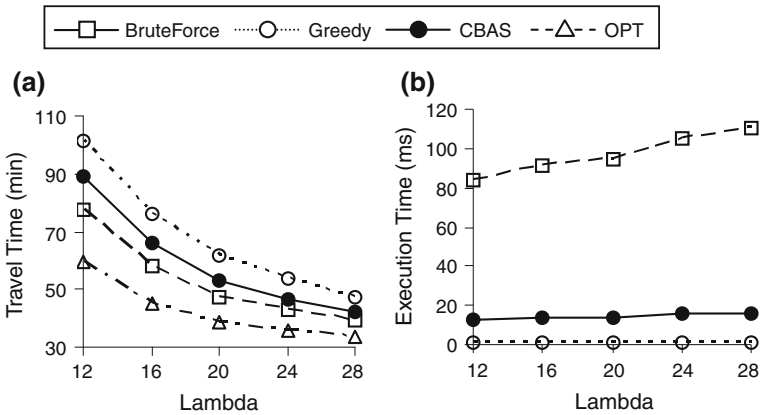 BruteForce Greedy CBAS OPT
(a)
110
90
70
50
30
Travel Time (min)
12 16 20 24 28
Lambda
(b)
120
100
80
60
40
20
0
Execution Time (ms)
12 16 20 24 28
Lambda